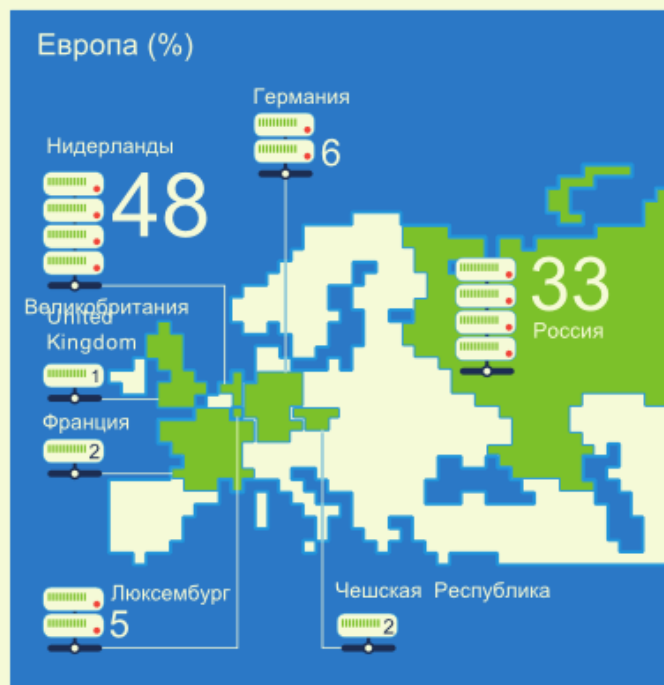 Европа (%)
Германия
6
Нидерланды
48
33
Россия
Великобритания
United
Kingdom
1
Франция
2
Люксембург
5
Чешская Республика
2